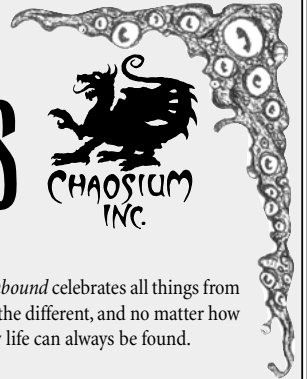 S
CHAOSIUM
INC.
bound celebrates all things from
the different, and no matter how
life can always be found.